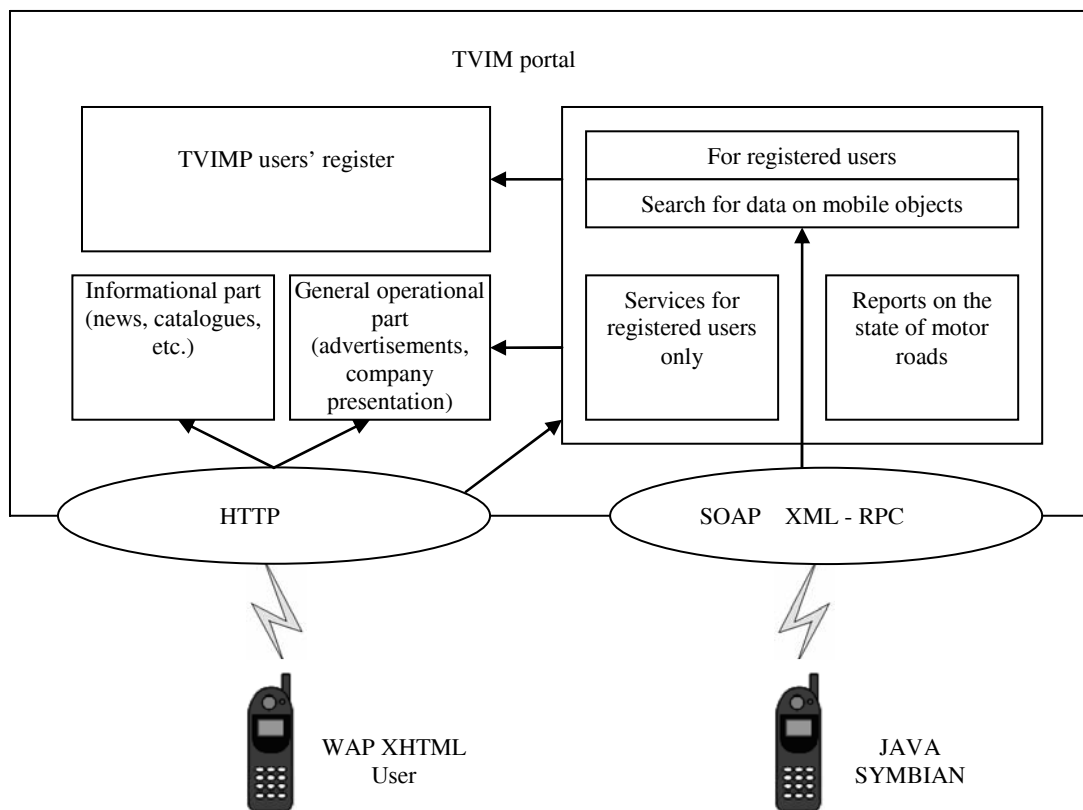 TVIM portal
TVIMP users’ register
For registered users
Search for data on mobile objects
Informational part
(news, catalogues,
etc.)
General operational
part
(advertisements,
company
presentation)
Services for
registered users
only
Reports on the
state of motor
roads
HTTP
SOAP XML - RPC
WAP XHTML
User
JAVA
SYMBIAN